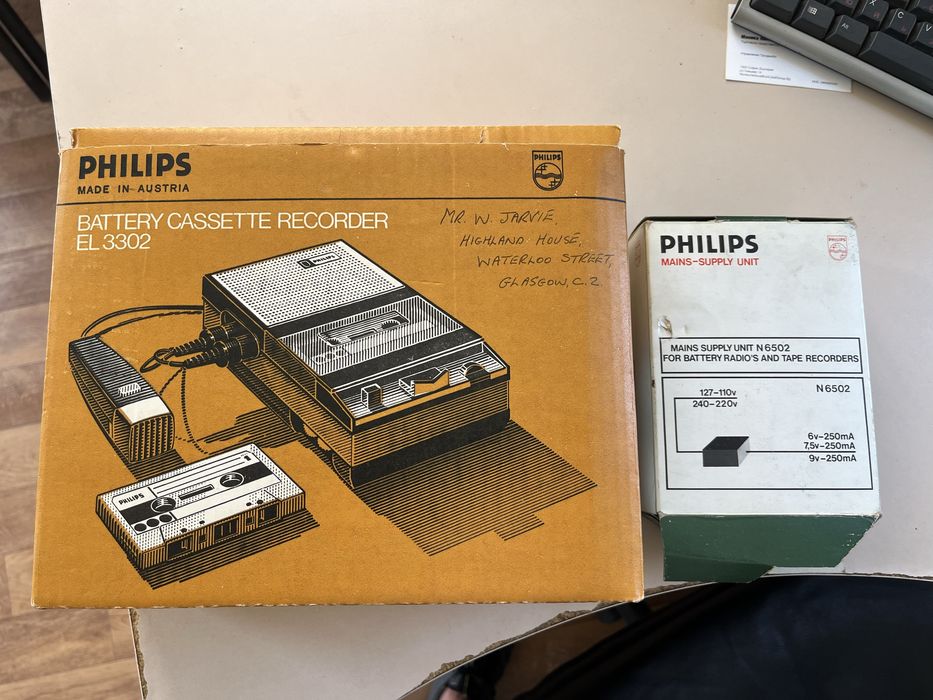 PHILIPS
MADE IN AUSTRIA
PHILIPS
BATTERY CASSETTE RECORDER
EL 3302
MR. W. JARVIE,
HIGHLAND HOUSE,
WATERLOO STREET,
GLASGOW, C.2.
PHILIPS
PHILIPS
PHILIPS
MAINS-SUPPLY UNIT
MAINS SUPPLY UNIT N6502
FOR BATTERY RADIO'S AND TAPE RECORDERS
N6502
127-110v
240-220v
6v-250mA
7,5v-250mA
9v-250mA
X
C
V
Alt